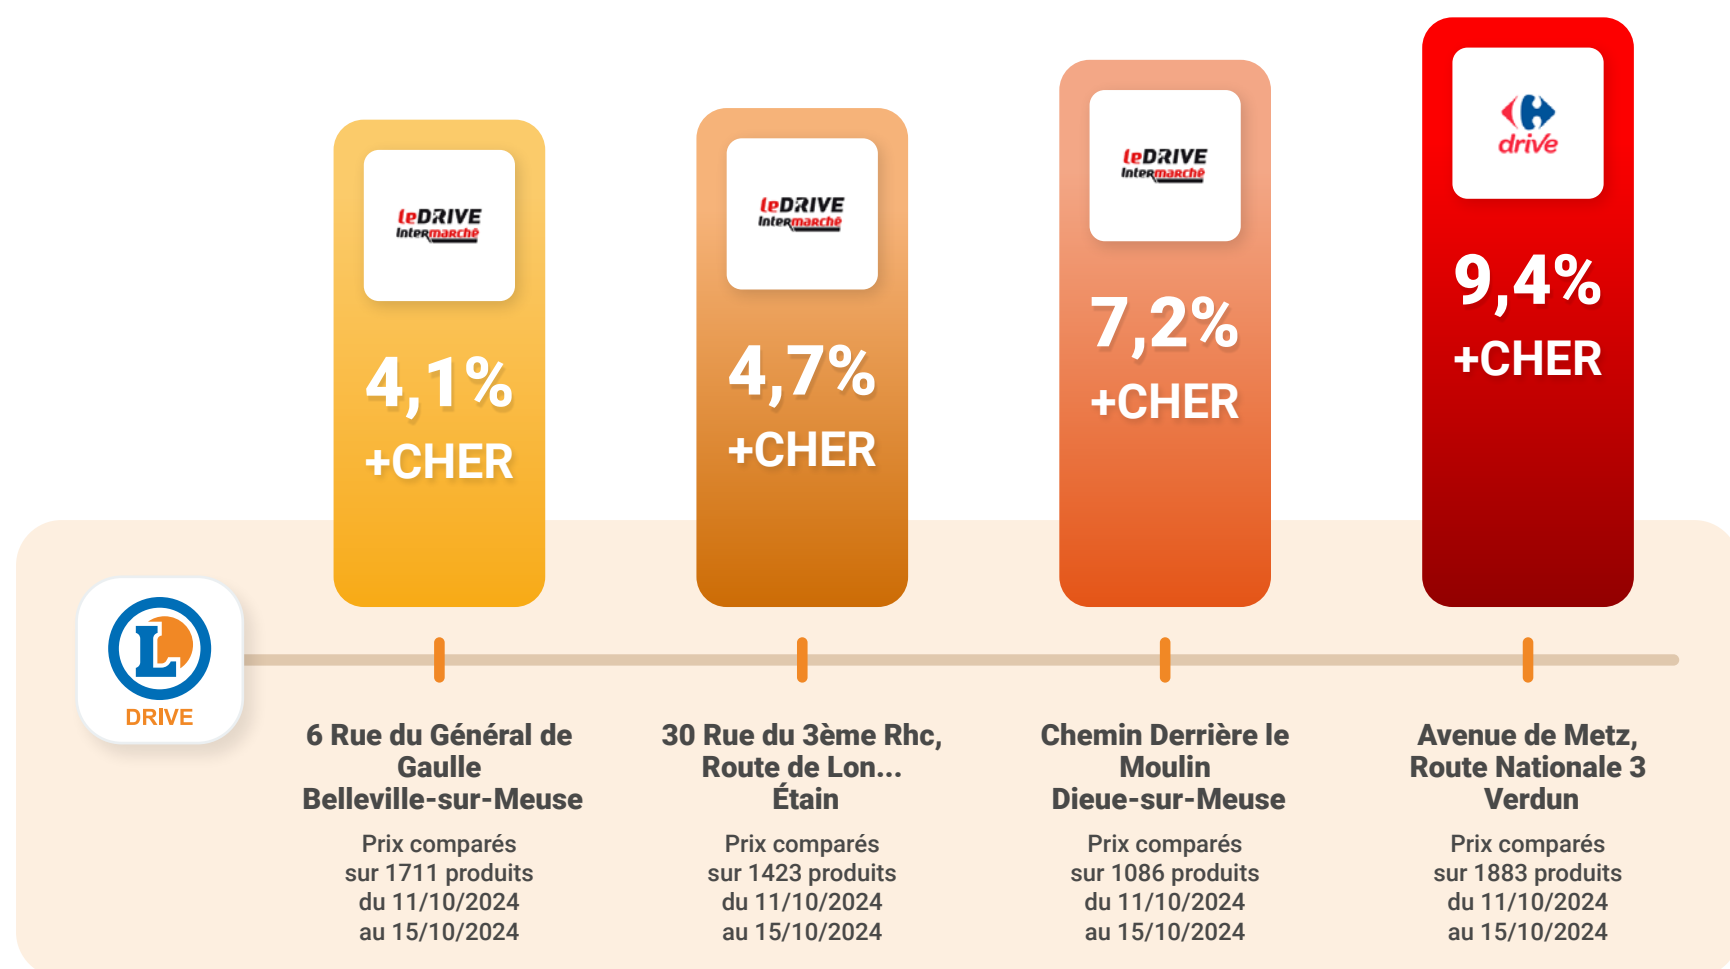 leDRIVE
Intermarché
4,1%
+CHER
leDRIVE
Intermarché
4,7%
+CHER
leDRIVE
Intermarché
7,2%
+CHER
drive
9,4%
+CHER
L
DRIVE
6 Rue du Général de
Gaulle
Belleville-sur-Meuse
Prix comparés
sur 1711 produits
du 11/10/2024
au 15/10/2024
30 Rue du 3ème Rhc,
Route de Lon...
Étain
Prix comparés
sur 1423 produits
du 11/10/2024
au 15/10/2024
Chemin Derrière le
Moulin
Dieue-sur-Meuse
Prix comparés
sur 1086 produits
du 11/10/2024
au 15/10/2024
Avenue de Metz,
Route Nationale 3
Verdun
Prix comparés
sur 1883 produits
du 11/10/2024
au 15/10/2024